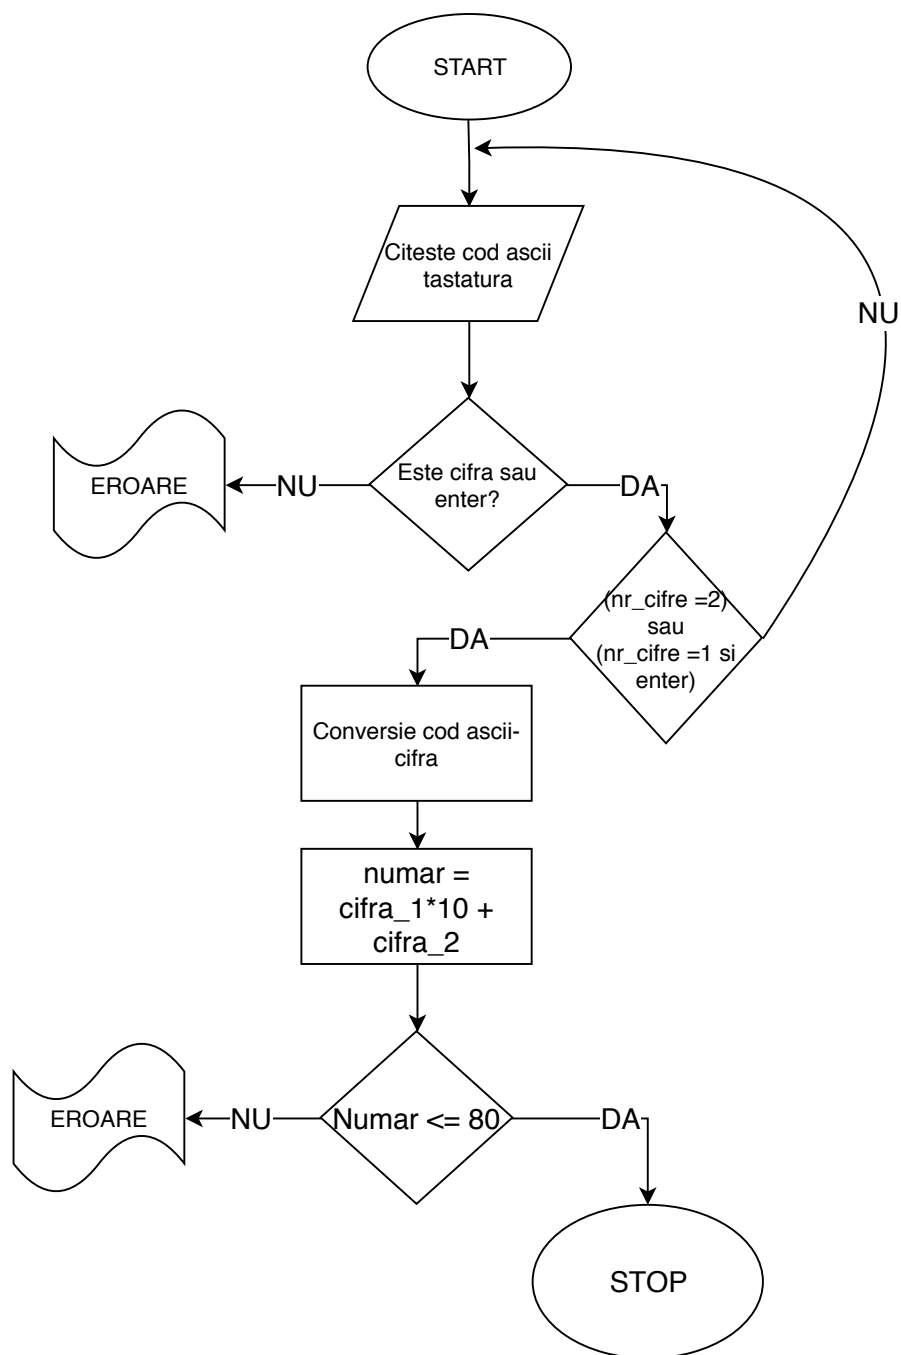 START
Citeste cod ascii
tastatura
NU
Este cifra sau
enter?
EROARE
NU
DA
(nr_cifre =2)
sau
(nr_cifre =1 si
enter)
DA
Conversie cod ascii-
cifra
numar =
cifra_1*10 +
cifra_2
Numar <= 80
EROARE
NU
DA
STOP